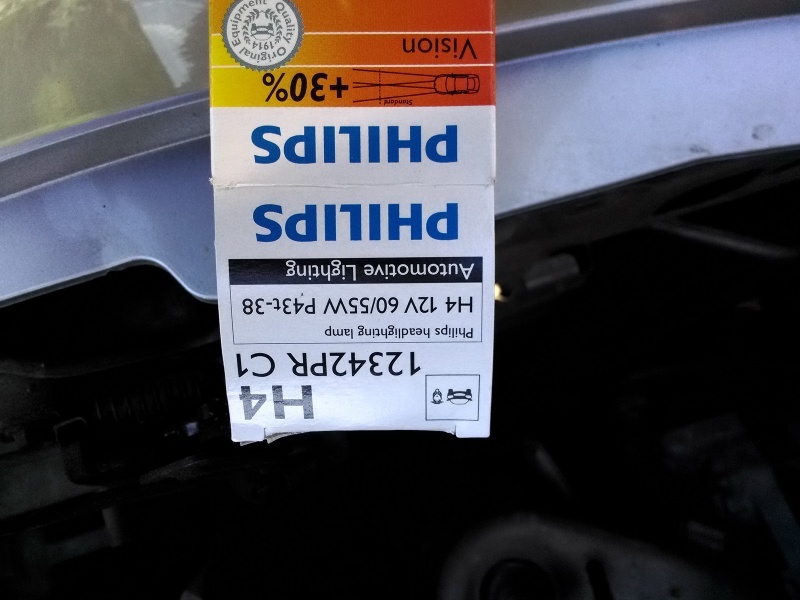 H4
12342PR C1
Philips headlighting lamp
H4 12V 60/55W P43t-38
Automotive Lighting
PHILIPS
PHILIPS
Standard
+30%
Vision
Original Equipment Quality
1914